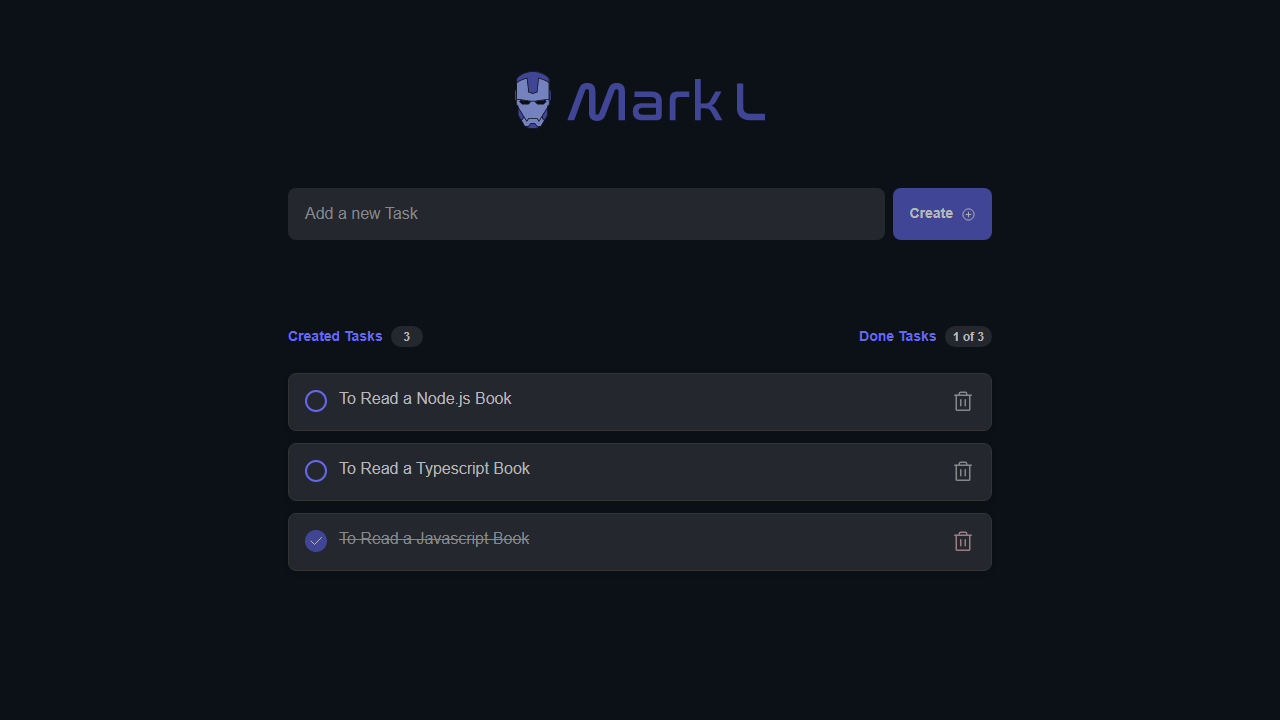 Mark L
Add a new Task
Create
Created Tasks 3
Done Tasks 1 of 3
To Read a Node.js Book
To Read a Typescript Book
To Read a Javascript Book